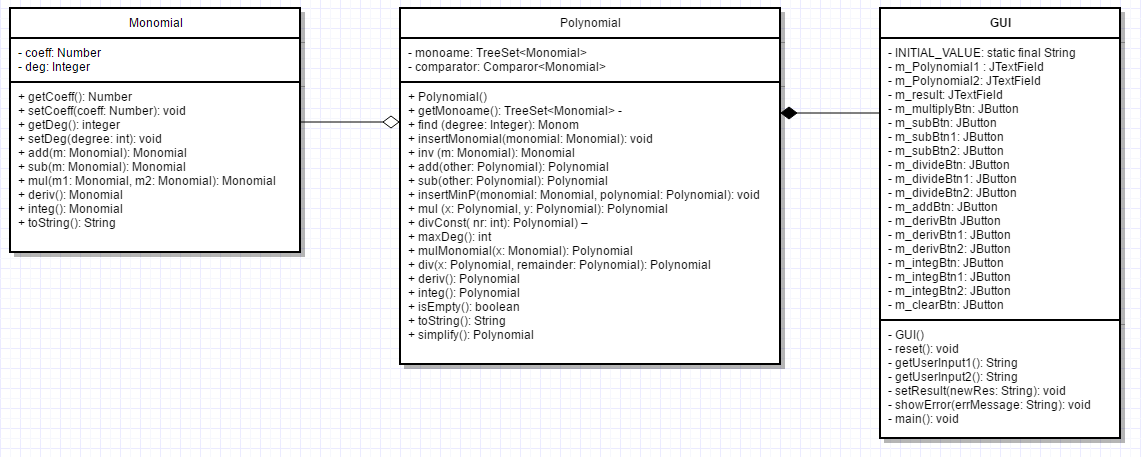 Monomial
- coeff: Number
- deg: Integer
+ getCoeff(): Number
+ setCoeff(coeff: Number): void
+ getDeg(): integer
+ setDeg(degree: int): void
+ add(m: Monomial): Monomial
+ sub(m: Monomial): Monomial
+ mul(m1: Monomial, m2: Monomial): Monomial
+ deriv(): Monomial
+ integ(): Monomial
+ toString(): String
Polynomial
- monoame: TreeSet<Monomial>
- comparator: Comparor<Monomial>
+ Polynomial()
+ getMonoame(): TreeSet<Monomial> -
+ find (degree: Integer): Monom
+ insertMonomial(monomial: Monomial): void
+ inv (m: Monomial): Monomial
+ add(other: Polynomial): Polynomial
+ sub(other: Polynomial): Polynomial
+ insertMinP(monomial: Monomial, polynomial: Polynomial): void
+ mul (x: Polynomial, y: Polynomial): Polynomial
+ divConst( nr: int): Polynomial) –
+ maxDeg(): int
+ mulMonomial(x: Monomial): Polynomial
+ div(x: Polynomial, remainder: Polynomial): Polynomial
+ deriv(): Polynomial
+ integ(): Polynomial
+ isEmpty(): boolean
+ toString(): String
+ simplify(): Polynomial
GUI
- INITIAL_VALUE: static final String
- m_Polynomial1 : JTextField
- m_Polynomial2: JTextField
- m_result: JTextField
- m_multiplyBtn: JButton
- m_subBtn: JButton
- m_subBtn1: JButton
- m_subBtn2: JButton
- m_divideBtn: JButton
- m_divideBtn1: JButton
- m_divideBtn2: JButton
- m_addBtn: JButton
- m_derivBtn JButton
- m_derivBtn1: JButton
- m_derivBtn2: JButton
- m_integBtn: JButton
- m_integBtn1: JButton
- m_integBtn2: JButton
- m_clearBtn: JButton
- GUI()
- reset(): void
- getUserInput1(): String
- getUserInput2(): String
- setResult(newRes: String): void
- showError(errMessage: String): void
- main(): void